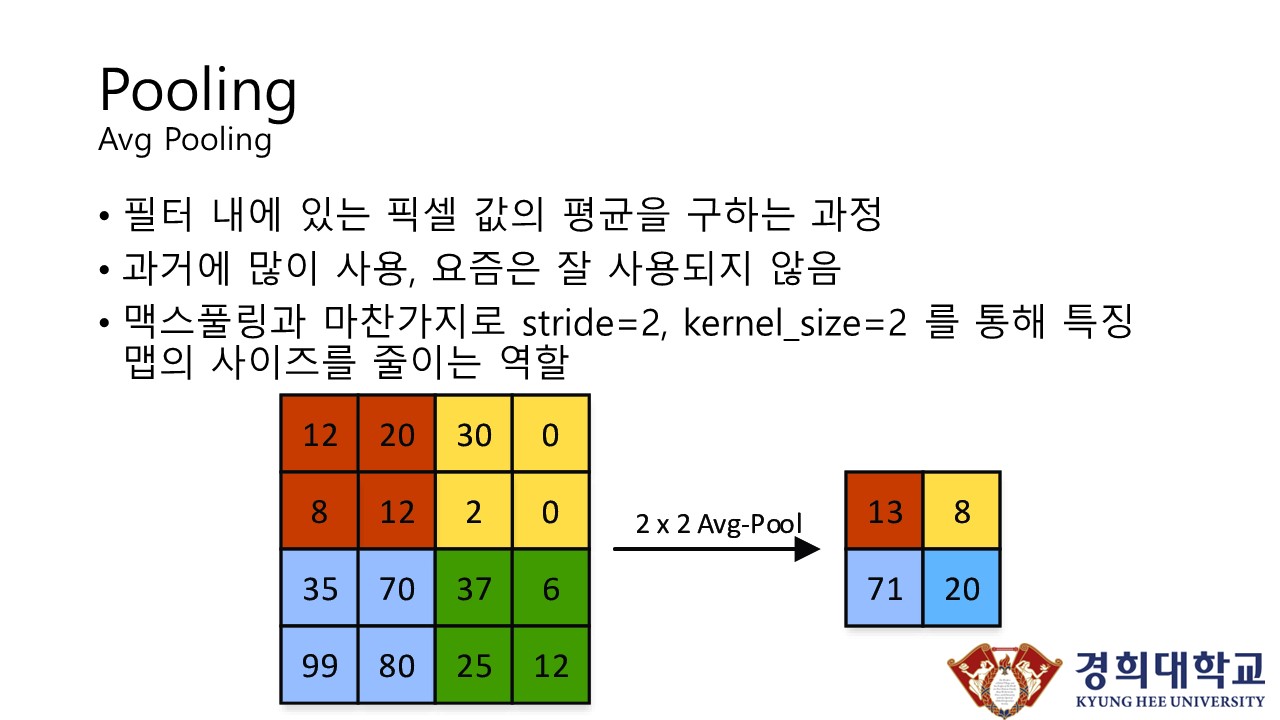 Pooling
Avg Pooling
• 필터 내에 있는 픽셀 값의 평균을 구하는 과정
• 과거에 많이 사용, 요즘은 잘 사용되지 않음
• 맥스풀링과 마찬가지로 stride=2, kernel_size=2 를 통해 특징
맵의 사이즈를 줄이는 역할
12 20 30 0
8 12 2 0
35 70 37 6
99 80 25 12
2 x 2 Avg-Pool
13 8
71 20
경희대학교
KYUNG HEE UNIVERSITY